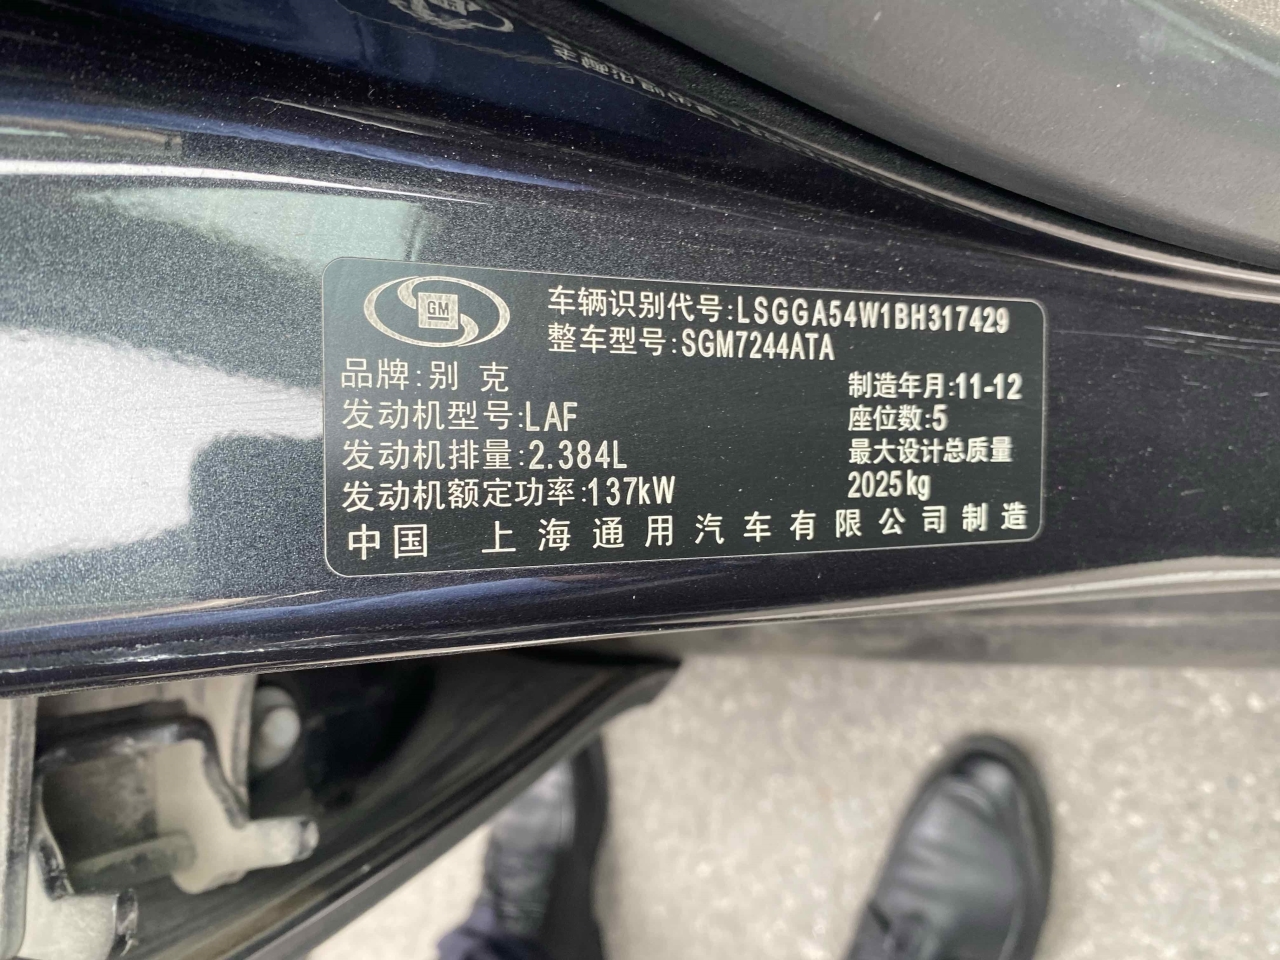 GM
车辆识别代号:LSGGA54W1BH317429
整车型号:SGM7244ATA
品牌:别 克
发动机型号:LAF
发动机排量:2.384L
发动机额定功率:137kW
制造年月:11-12
座位数:5
最大设计总质量
2025kg
中国 上海通用汽车有限公司制造